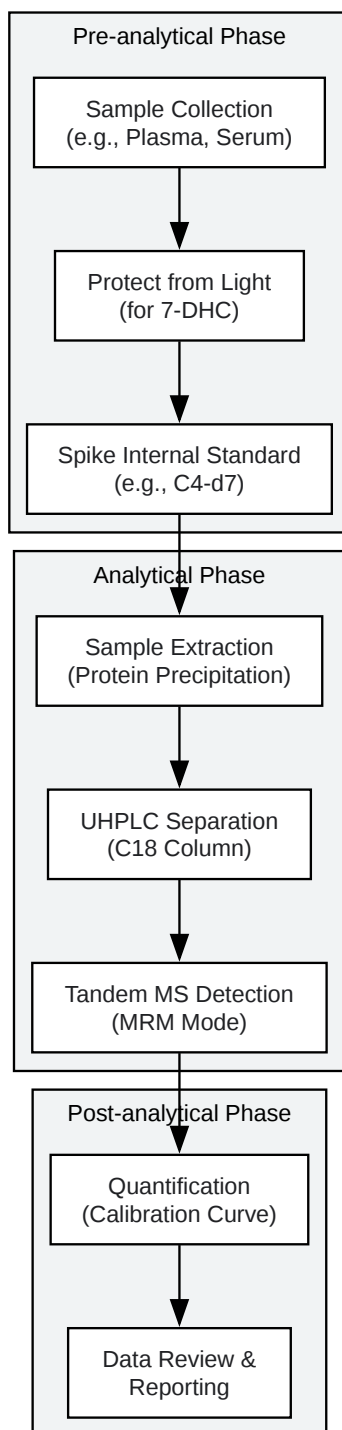 Pre-analytical Phase
Sample Collection
(e.g., Plasma, Serum)
Protect from Light
(for 7-DHC)
Spike Internal Standard
(e.g., C4-d7)
Analytical Phase
Sample Extraction
(Protein Precipitation)
UHPLC Separation
(C18 Column)
Tandem MS Detection
(MRM Mode)
Post-analytical Phase
Quantification
(Calibration Curve)
Data Review &
Reporting